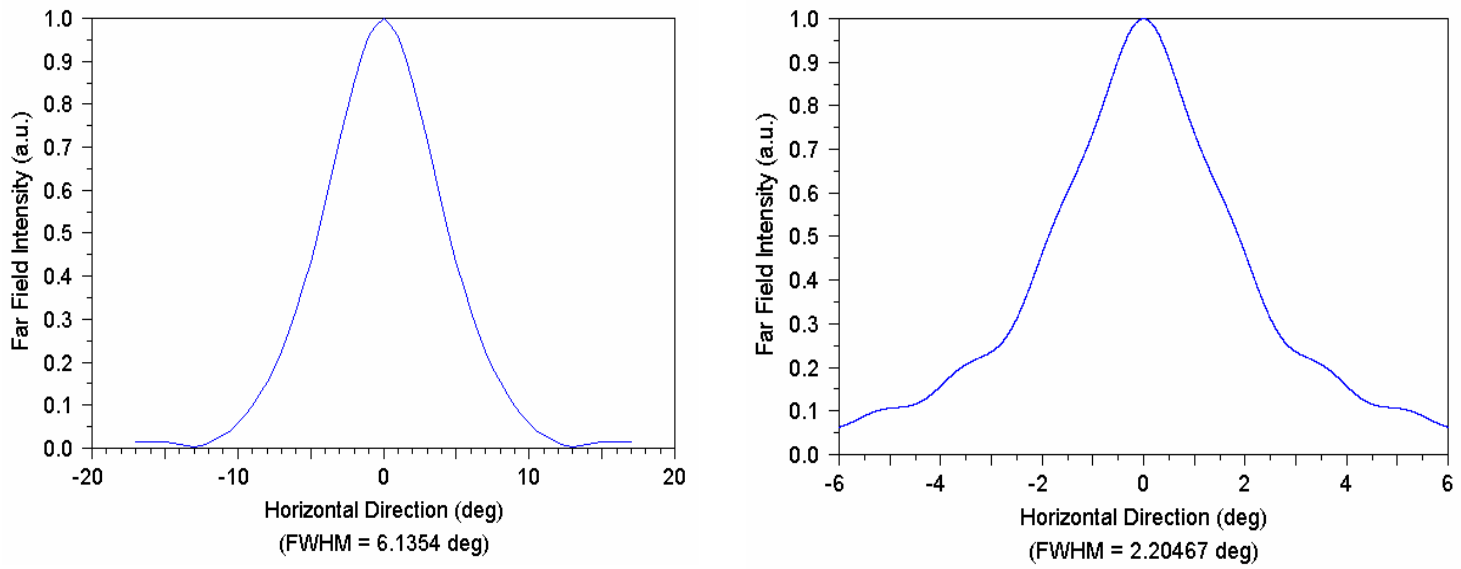 1.0
0.9
0.8
0.7
0.6
0.5
0.4
0.3
0.2
0.1
0.0
Far Field Intensity (a.u.)
-20 -10 0 10 20
Horizontal Direction (deg)
(FWHM = 6.1354 deg)
1.0
0.9
0.8
0.7
0.6
0.5
0.4
0.3
0.2
0.1
0.0
Far Field Intensity (a.u.)
-6 -4 -2 0 2 4 6
Horizontal Direction (deg)
(FWHM = 2.20467 deg)